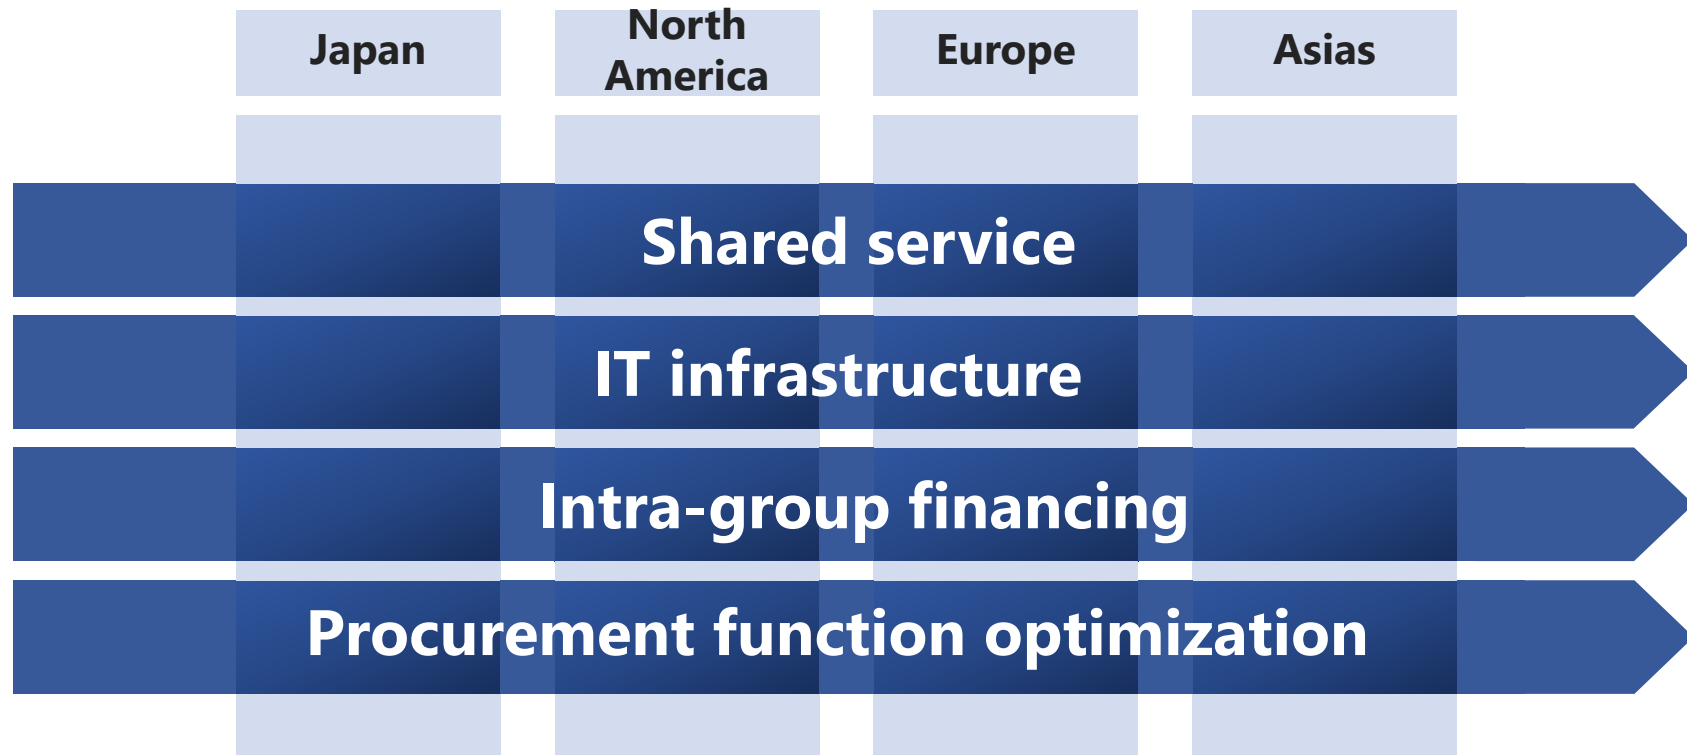 Japan
North
America
Europe
Asias
Shared service
IT infrastructure
Intra-group financing
Procurement function optimization